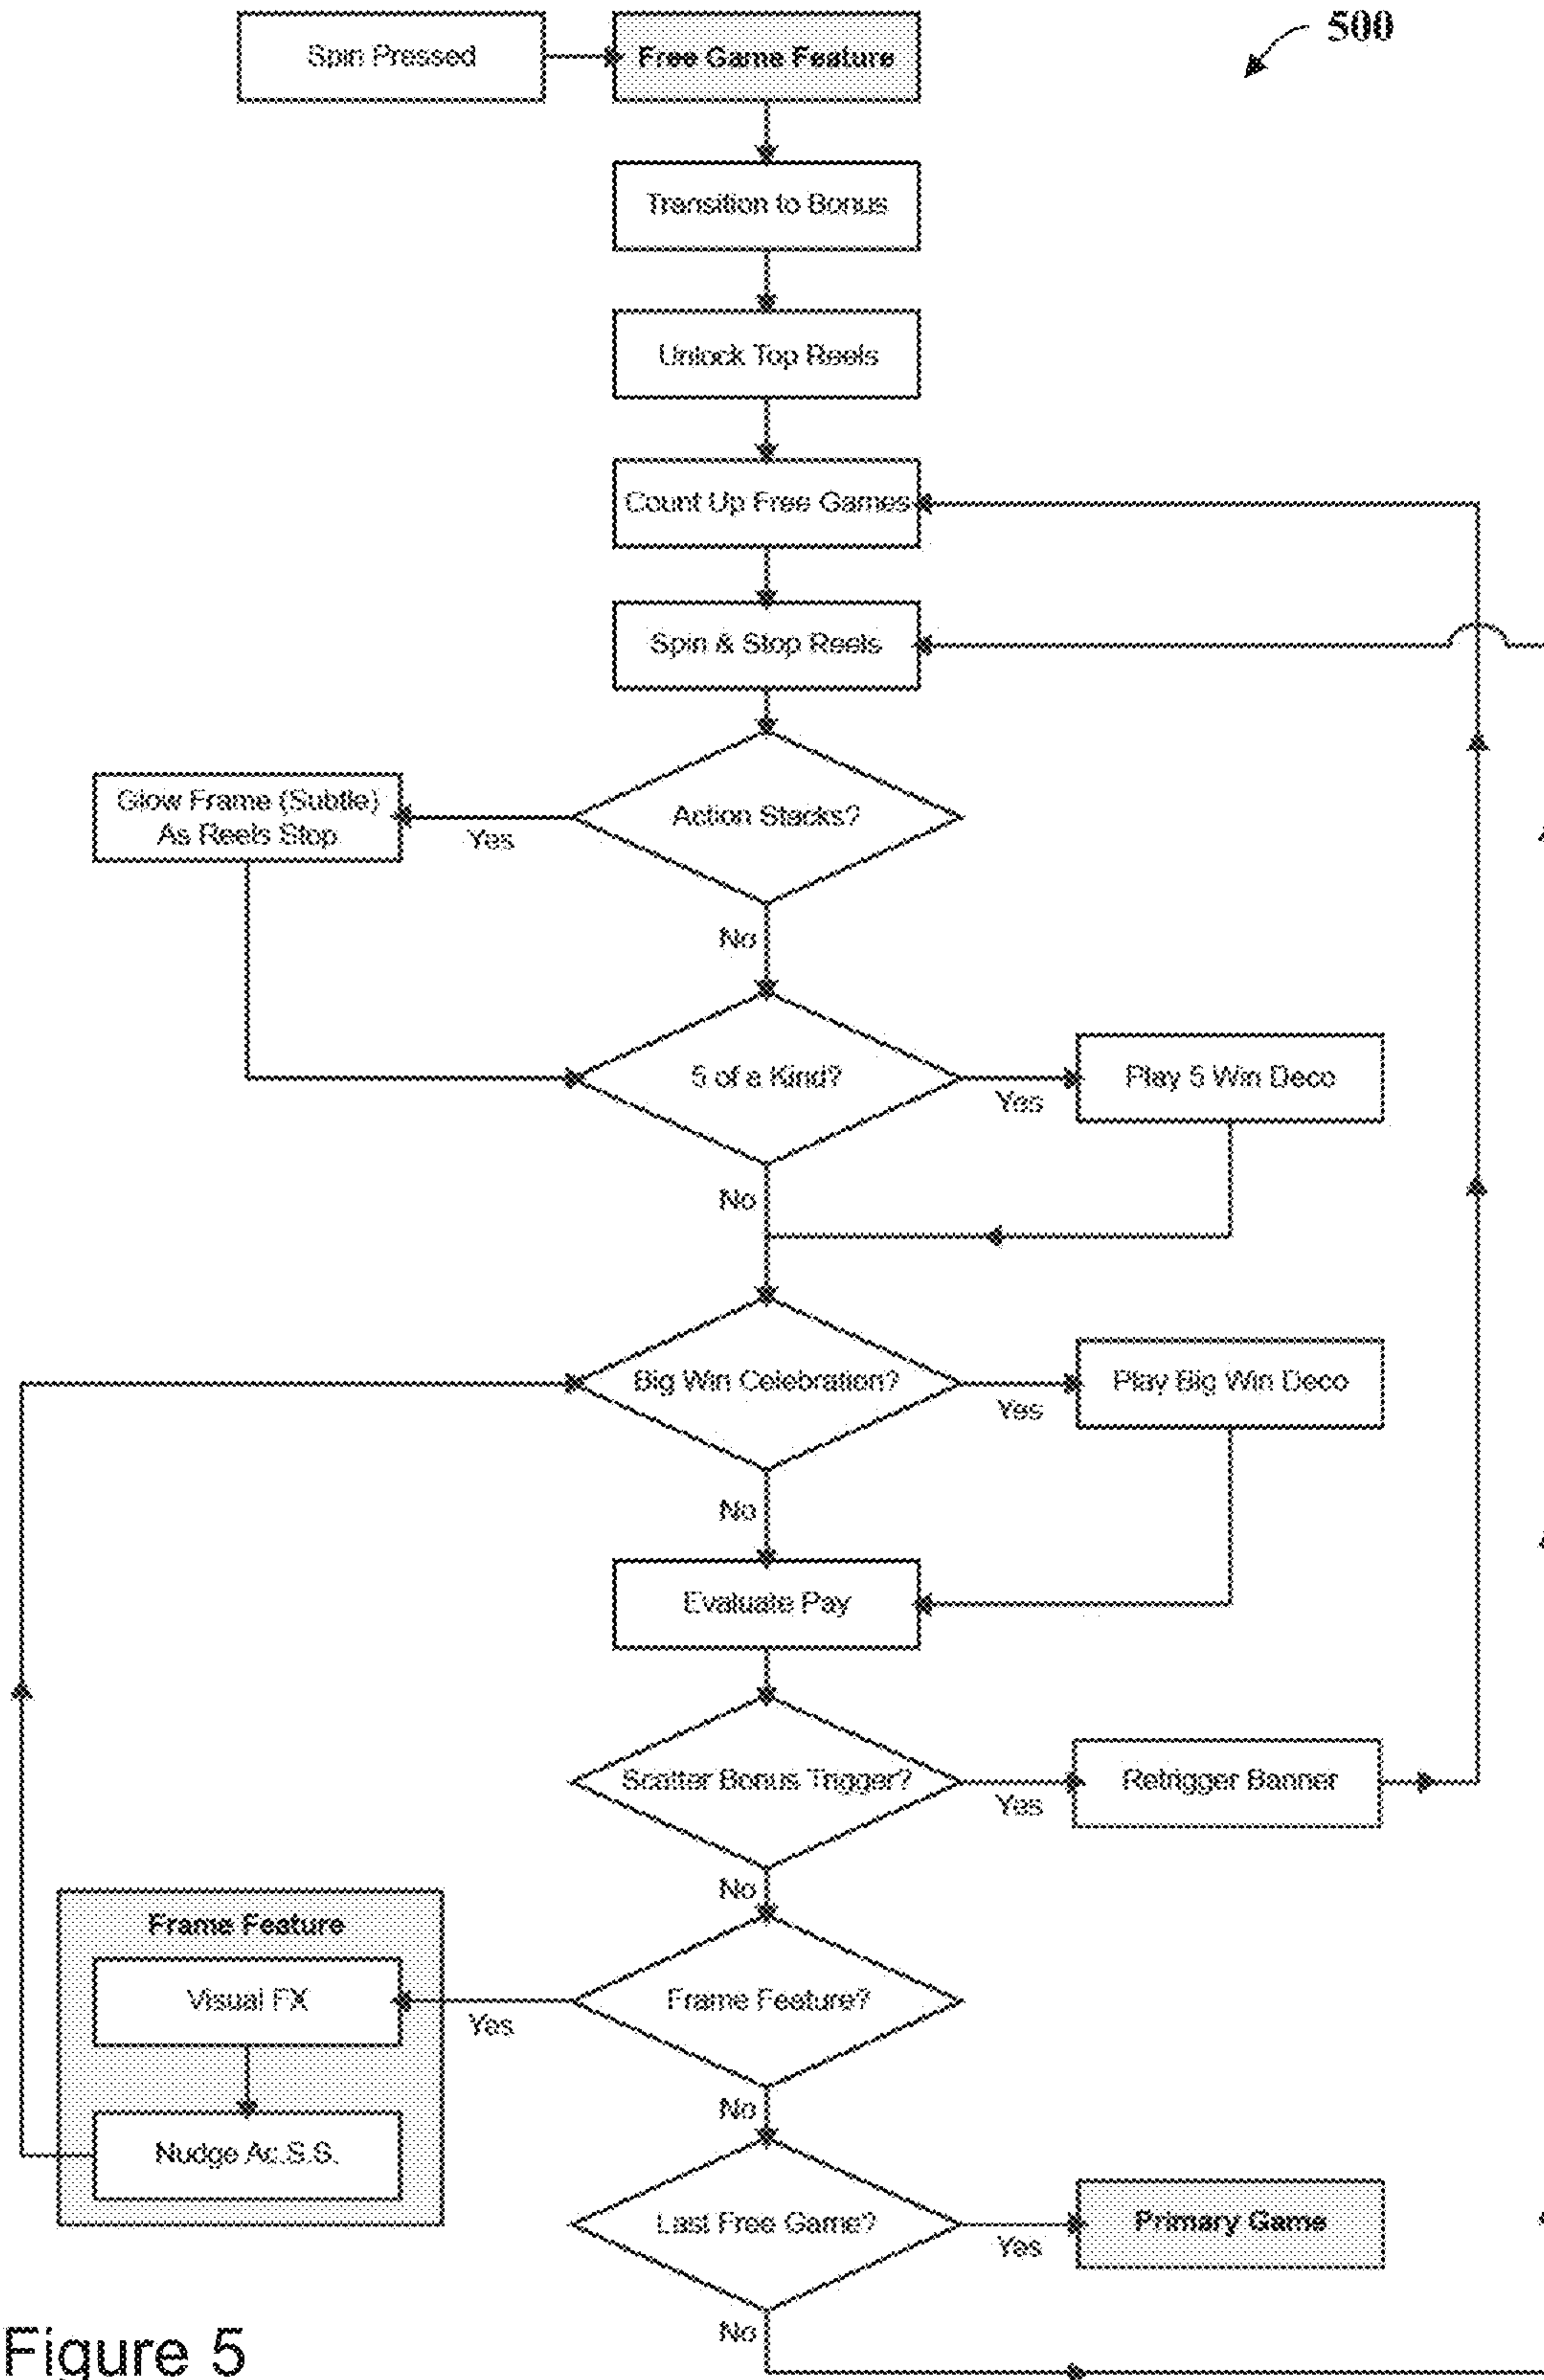 500
Spin Pressed
Free Game Feature
Transition to Bonus
Unlock Top Reels
Count Up Free Games
Spin & Stop Reels
Action Stacks?
Yes
Glow Frame (Subtle)
As Reels Stop
No
5 of a Kind?
Yes
Play 5 Win Deco
No
Big Win Celebration?
Yes
Play Big Win Deco
No
Evaluate Pay
Scatter Bonus Trigger?
Yes
Retrigger Banner
No
Frame Feature?
Yes
Frame Feature
Visual FX
Nudge Ac.S.S.
No
Last Free Game?
Yes
Primary Game
No
Figure 5